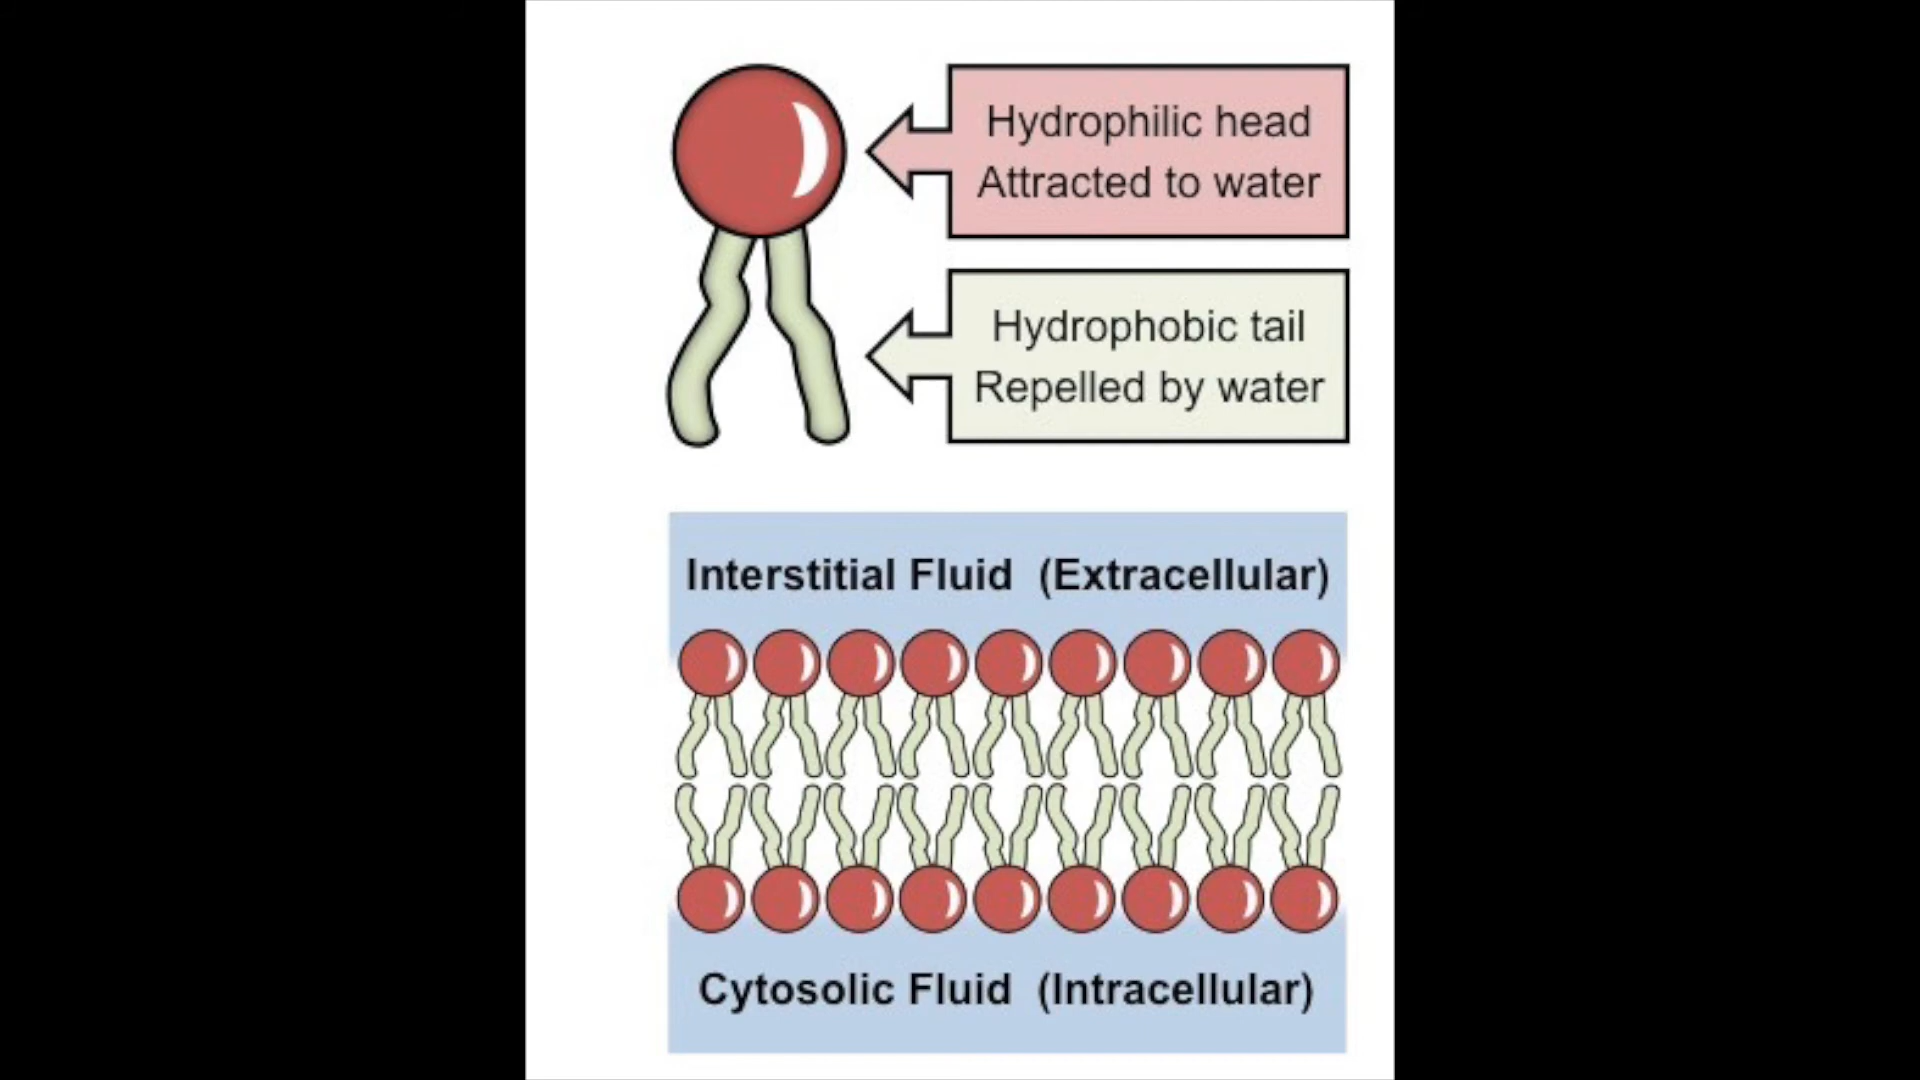 Hydrophilic head
Attracted to water
Hydrophobic tail
Repelled by water
Interstitial Fluid (Extracellular)
Cytosolic Fluid (Intracellular)